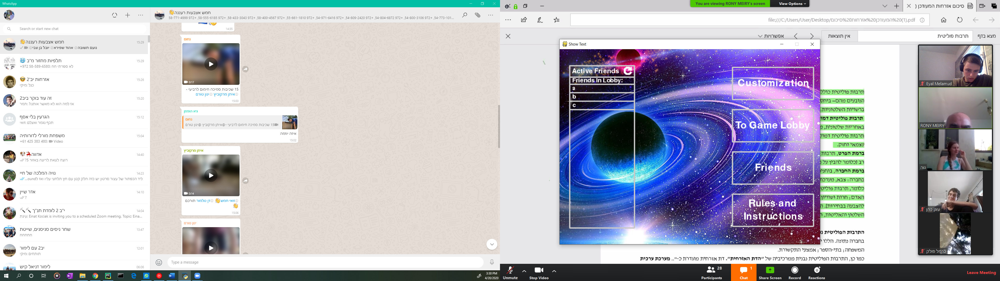 WhatsApp
Search or start new chat
חמש אצבעות רעננה
15:29
נועם תשובה@ אהוד שפירא@ יובל בן צבי@
תלפיות מחזור מ"ב
15:29
+972 58-589-6580: לא ספרתי חח
אזרחות יב'2
15:26
מיקי: כנל
זה עוד בוקר ביב2
15:20
תמר: אז למה הוא לא מאשר אותנו?
הגרעין בלי אסף
15:12
זואי: תכף נגמר ואצלם
משפחת מורלי לדורותיה
15:04
+61 425 383 480: Video
אדווה
14:40
רוצה לצאת לריצה באזור 5?
נויה המלכה של חיי
14:23
ליד הכפתור של עצור סרטון יש כזה חלק קטן עם חץ תלחצי עליו ואז לound...
אדר שיין
14:10
?
י"ב 2 לומדת תנ"ך
14:04
עינת: Einat Kociak is inviting you to a scheduled Zoom meeting. Topic: Eina...
שחר ניסים סניסנים, שייטת
13:47
חחחחח
יב2 עם לימור
12:01
מיקי: תותחים
לימור דניאל קיש
06:06
חמש אצבעות רעננה
58-771-4999 972+ ,58-555-6185 972+ ,58-433-3043 972+ ,58-400-4567 972+ ,55-661-1810 972+ ,54-971-6416 972+ ,54-809-2420 972+ ,54-804-6872 972+ ,54-800-3106 972+ ,54-773-101...
14:35
נחום
0:17
15 שכיבות סמיכה חימום לרביעי -
@איתן מרקוביץ @ינון טורם
15:00
גיא הופמן
נחום
15 שכיבות סמיכה חימום לרביעי -@איתן מרקוביץ @ינון טורם
איזה יוזמה
15:02
איתן מרקוביץ
0:14
@זואי חמש @דן טלמור תורכם
15:06
ינון טורם
Type a message
3:30 PM
4/20/2020
You are viewing RONY MEIRY's screen
View Options
סיכום אזרחות המעודכן (
file:///C:/Users/User/Desktop/סיכום%20אזרחות%20המעודכן%20(1).pdf
מצא בדף
תרבות פוליטית
אין תוצאות
אפשרויות
Show Text
Active Friends
Friends In Lobby:
a
b
c
Customization
To Game Lobby
Friends
Rules and
Instructions
תרבות פוליטית כולל
הנובעים מהם– ביחס
ברשויות השלטוניות.
תרבות פוליטית דמו
באחריות שלטונית, מ
תרבות פוליטית דמוק
עצמאי וחזק.
ברמת הפרט, תרבות
רב (כלומר להבין על מ
ברמת החברה, בוחני
בחברה: צבא, מערכת
כלומר, תרבות פוליטי
האדם; חרות ושוויון
להצבעה בבחירות]. ה
השלטון והאליטות, ח
התרבות הפוליטית נב
בחברה נתונה. הללו י
המשפחה; בתי-הספר; אמצעי התקשורת.
כמו כן, התרבות הפוליטית נבנית ממרכיביה של "הדת האזרחית". דת אזרחית מוגדרת כ-"..מערכת ערכית
Eyal Melamud
RONY MEIRY
נוה
עוגן כהן
כרמל פולק
Unmute
Stop Video
28
Participants
1
Chat
Share Screen
Record
Reactions
Leave Meeting